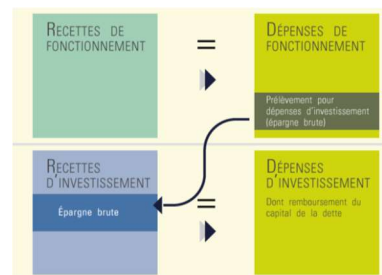 RECETTES DE
FONCTIONNEMENT
=
DÉPENSES DE
FONCTIONNEMENT
Prélèvement pour
dépenses d'investissement
(épargne brute)
RECETTES
D'INVESTISSEMENT
Épargne brute
=
DÉPENSES
D'INVESTISSEMENT
Dont remboursement du
capital de la dette